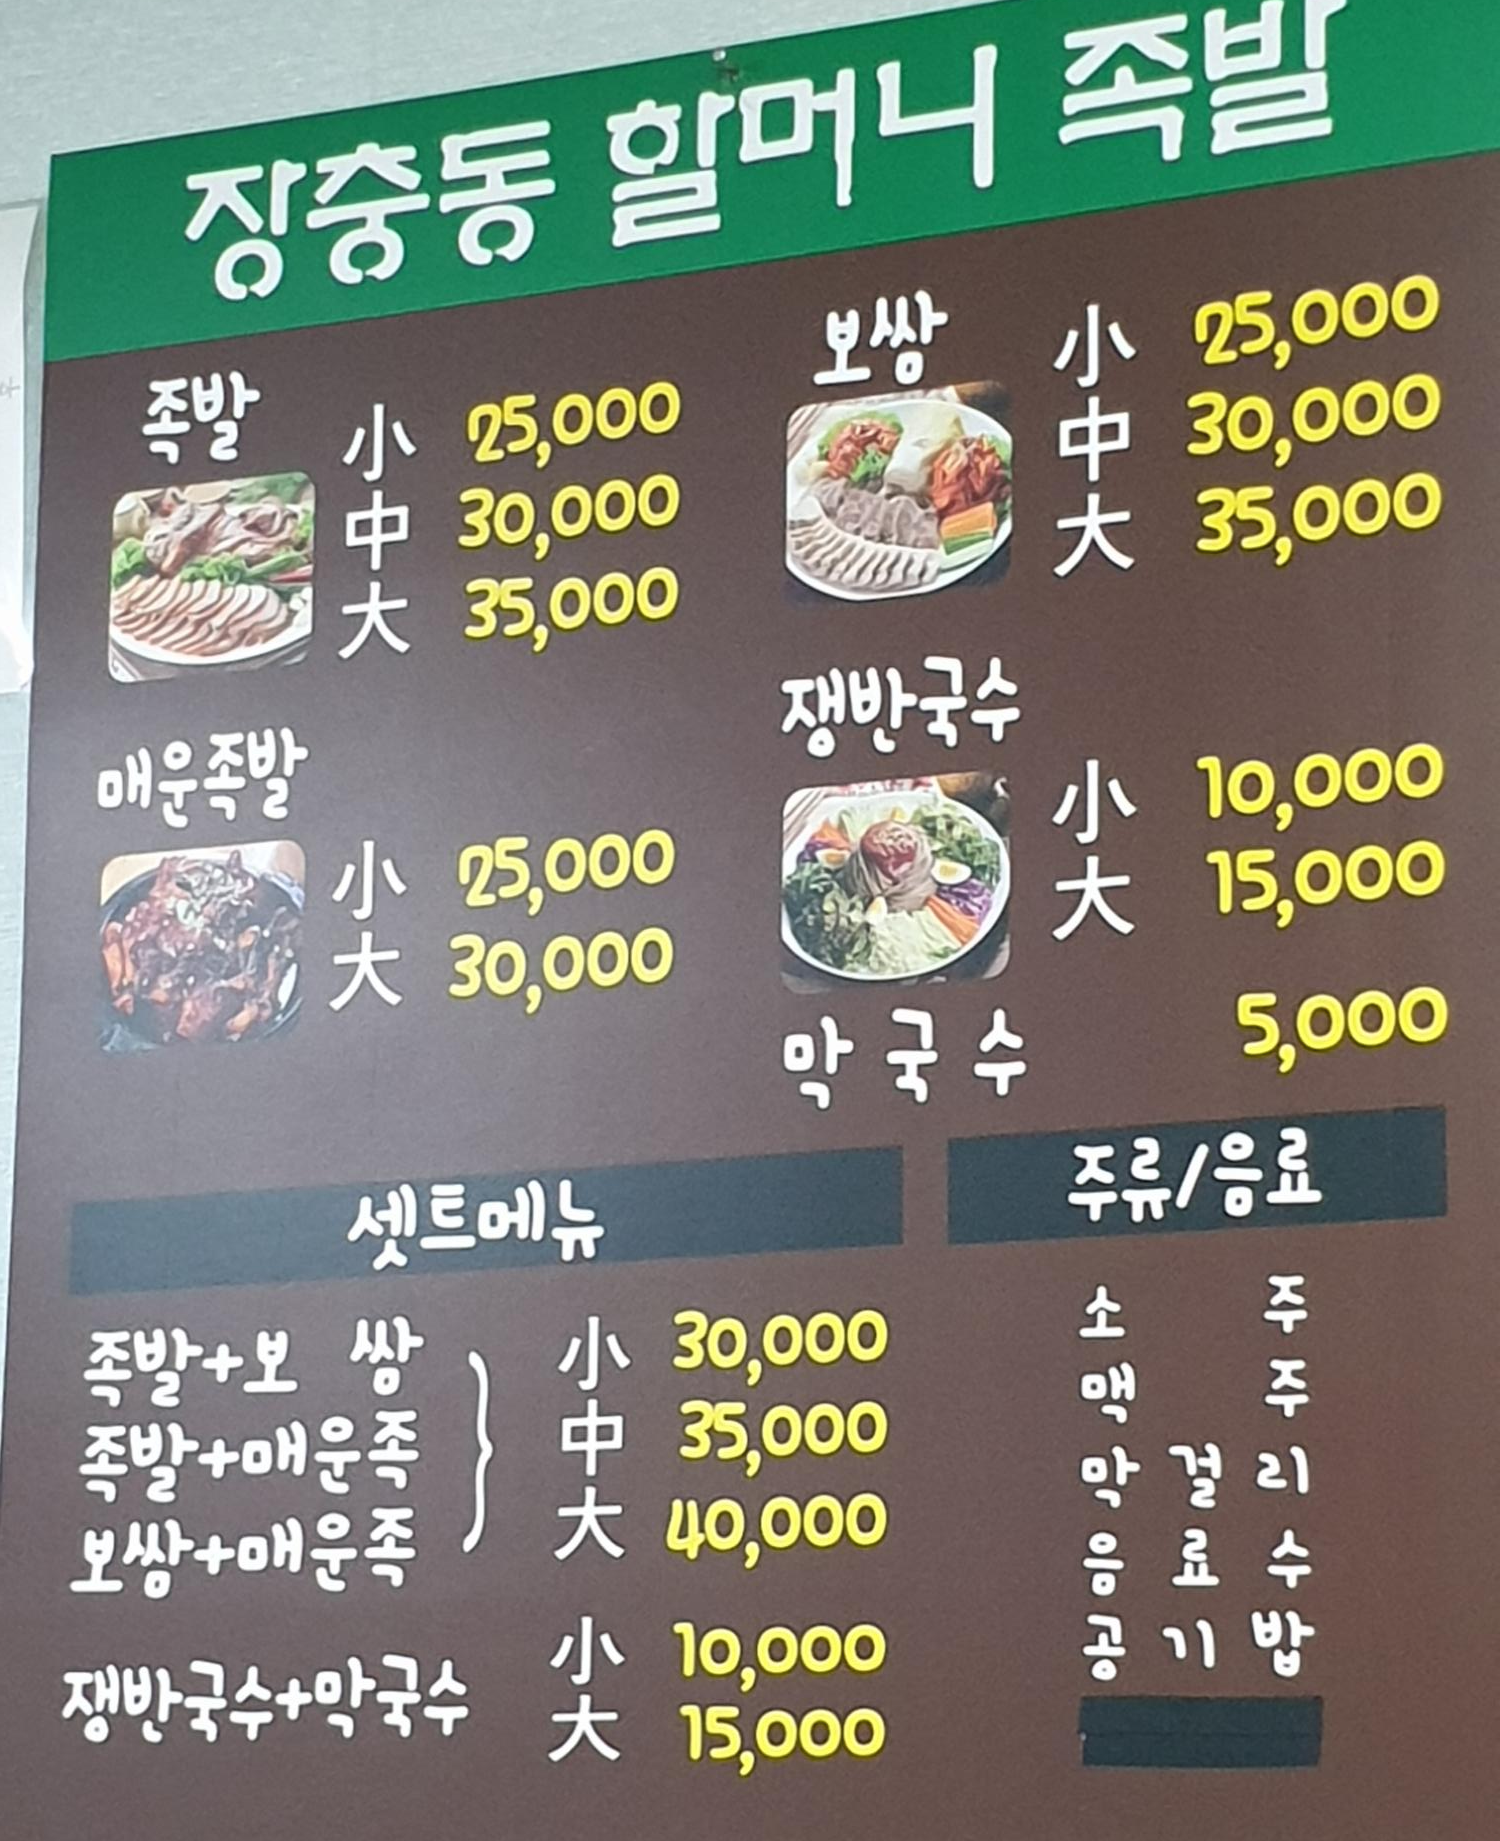 장충동 할머니 족발
족발
小 25,000
中 30,000
大 35,000
보쌈
小 25,000
中 30,000
大 35,000
매운족발
小 25,000
大 30,000
쟁반국수
小 10,000
大 15,000
막 국 수 5,000
셋트메뉴
족발+보 쌈
족발+매운족
보쌈+매운족
小 30,000
中 35,000
大 40,000
쟁반국수+막국수
小 10,000
大 15,000
주류/음료
소 주
맥 주
막 걸 리
음 료 수
공 기 밥